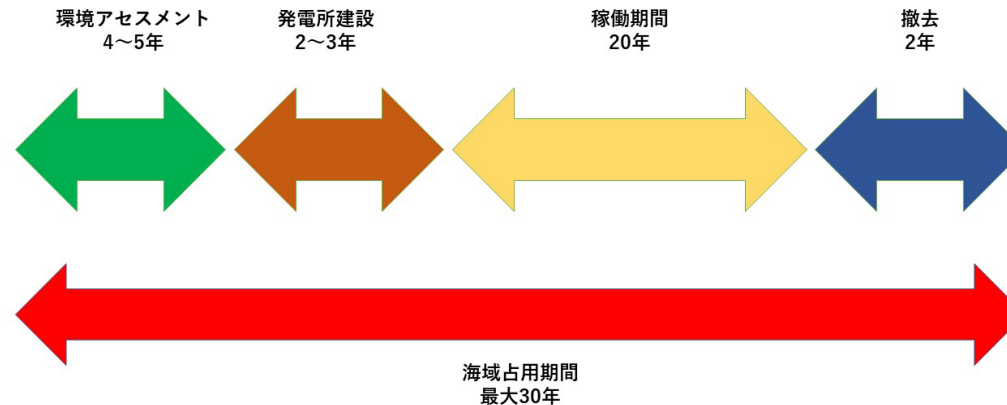 環境アセスメント
4～5年
発電所建設
2～3年
稼働期間
20年
撤去
2年
海域占用期間
最大30年